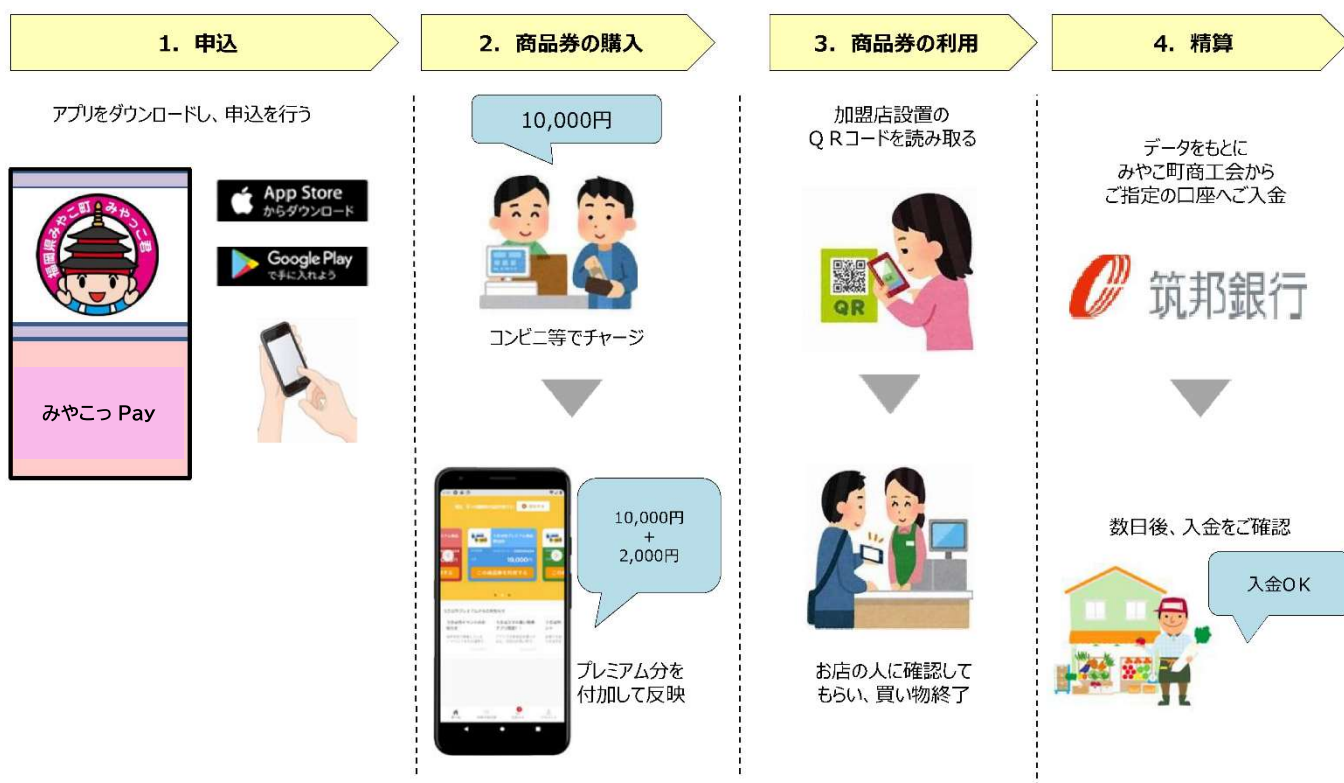 1. 申込
アプリをダウンロードし、申込を行う
福岡県みやこ町 みやっこ君
みやこっ Pay
App Store
からダウンロード
Google Play
で手に入れよう
2. 商品券の購入
10,000円
コンビニ等でチャージ
10,000円
+
2,000円
プレミアム分を
付加して反映
3. 商品券の利用
加盟店設置の
QRコードを読み取る
QR
お店の人に確認して
もらい、買い物終了
4. 精算
データをもとに
みやこ町商工会から
ご指定の口座へご入金
筑邦銀行
数日後、入金をご確認
入金OK